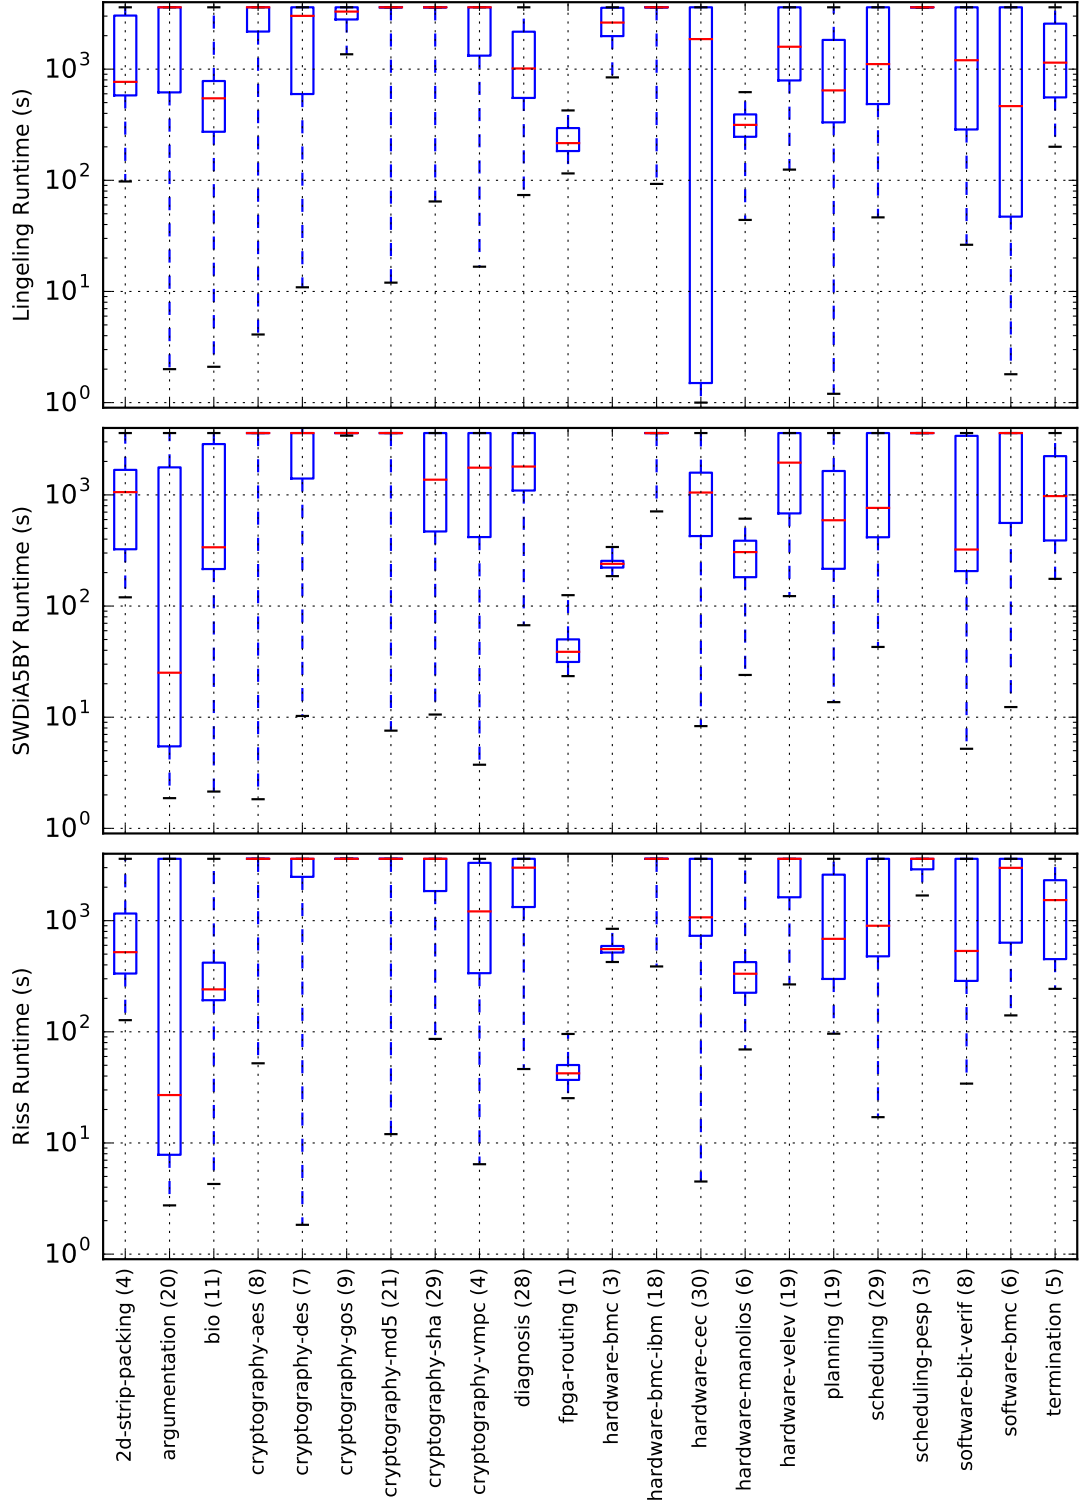 Lingeling Runtime (s)
10^3
10^2
10^1
10^0
SWDiA5BY Runtime (s)
10^3
10^2
10^1
10^0
Riss Runtime (s)
10^3
10^2
10^1
10^0
2d-strip-packing (4)
argumentation (20)
bio (11)
cryptography-aes (8)
cryptography-des (7)
cryptography-gos (9)
cryptography-md5 (21)
cryptography-sha (29)
cryptography-vmpc (4)
diagnosis (28)
fpga-routing (1)
hardware-bmc (3)
hardware-bmc-ibm (18)
hardware-cec (30)
hardware-manolios (6)
hardware-velev (19)
planning (19)
scheduling (29)
scheduling-pesp (3)
software-bit-verif (8)
software-bmc (6)
termination (5)